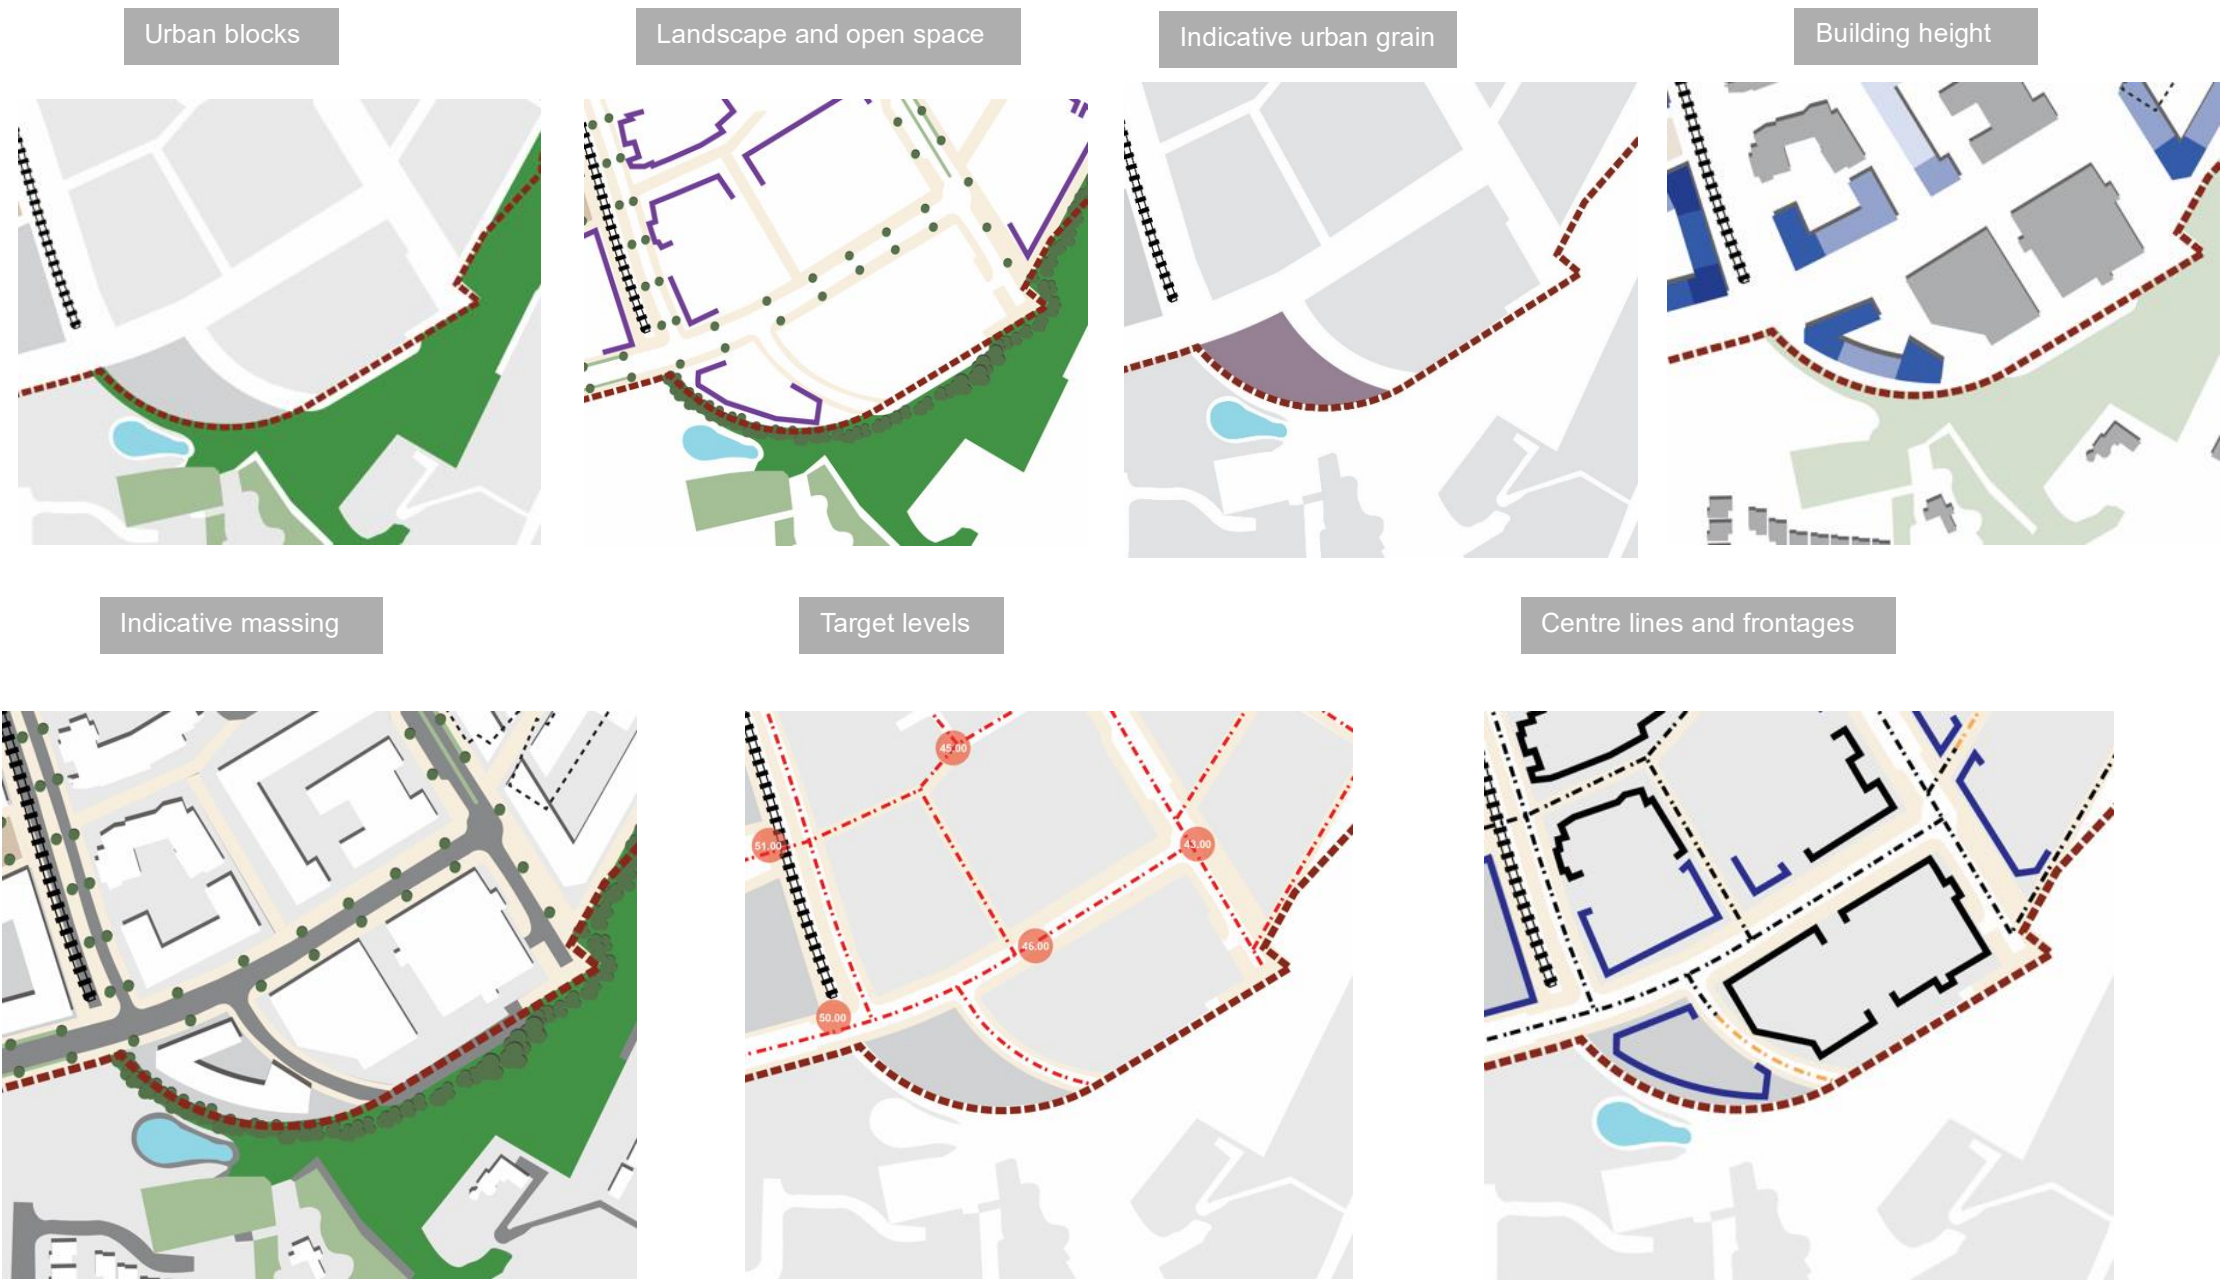 Urban blocks
Landscape and open space
Indicative urban grain
Building height
Indicative massing
Target levels
Centre lines and frontages
45.00
51.00
43.00
46.00
50.00